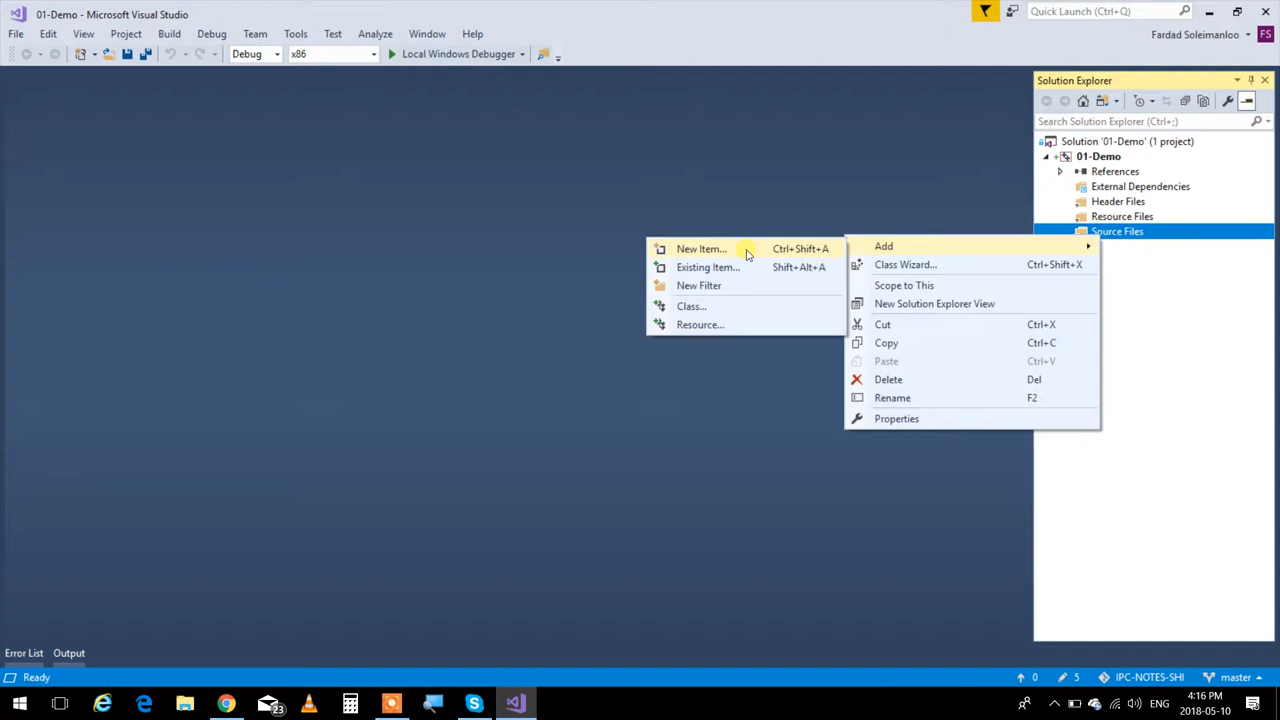 01-Demo - Microsoft Visual Studio
Quick Launch (Ctrl+Q)
File Edit View Project Build Debug Team Tools Test Analyze Window Help
Fardad Soleimanloo FS
Debug x86 Local Windows Debugger
Solution Explorer
Search Solution Explorer (Ctrl+;)
Solution '01-Demo' (1 project)
01-Demo
References
External Dependencies
Header Files
Resource Files
Source Files
Add
Class Wizard... Ctrl+Shift+X
Scope to This
New Solution Explorer View
Cut Ctrl+X
Copy Ctrl+C
Paste Ctrl+V
Delete Del
Rename F2
Properties
New Item... Ctrl+Shift+A
Existing Item... Shift+Alt+A
New Filter
Class...
Resource...
Error List Output
Ready 0 5 IPC-NOTES-SHI master
23 ENG 4:16 PM
2018-05-10